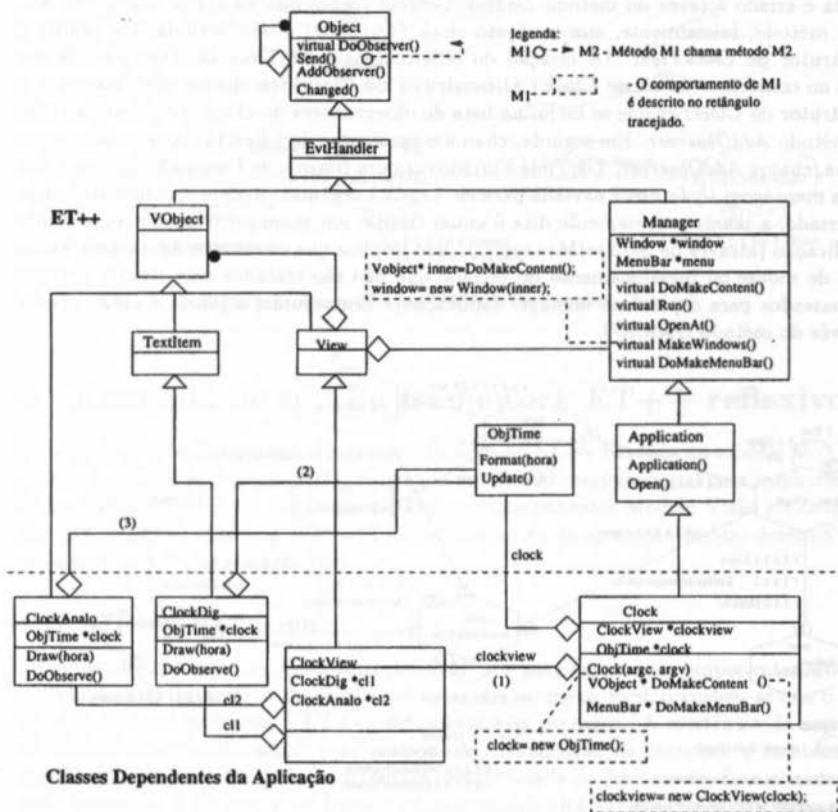 Object
virtual DoObserver()
Send()
AddObserver()
Changed()
legenda:
M1 M2 - Método M1 chama método M2.
M1 - O comportamento de M1
é descrito no retângulo
tracejado.
EvtHandler
ET++
VObject
Manager
Window *window
MenuBar *Menu
virtual DoMakeContent()
virtual Run()
virtual OpenAt()
virtual MakeWindows()
virtual DoMakeMenuBar()
Vobject* inner=DoMakeContent();
window= new Window(inner);
TextItem
View
ObjTime
Format(hora)
Update()
Application
Application()
Open()
(2)
(3)
clock
ClockAnalo
ObjTime *clock
Draw(hora)
DoObserve()
ClockDig
ObjTime *clock
Draw(hora)
DoObserve()
ClockView
ClockDig *cl1
ClockAnalo *cl2
clockview
(1)
Clock
ClockView *clockview
ObjTime *clock
Clock(argc, argv)
VObject * DoMakeContent ()
MenuBar * DoMakeMenuBar()
cl2
cl1
clock= new ObjTime();
Classes Dependentes da Aplicação
clockview= new ClockView(clock);